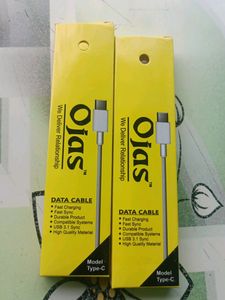 Ojas™
We Deliver Relationship
DATA CABLE
Fast Charging
Fast Sync
Durable Product
Compatible Systems
USB 3.1 Sync
High Quality Material
Model
Type-C
Ojas™
We Deliver Relationship
DATA CABLE
Fast Charging
Fast Sync
Durable Product
Compatible Systems
USB 3.1 Sync
High Quality Material
Model
Type-C